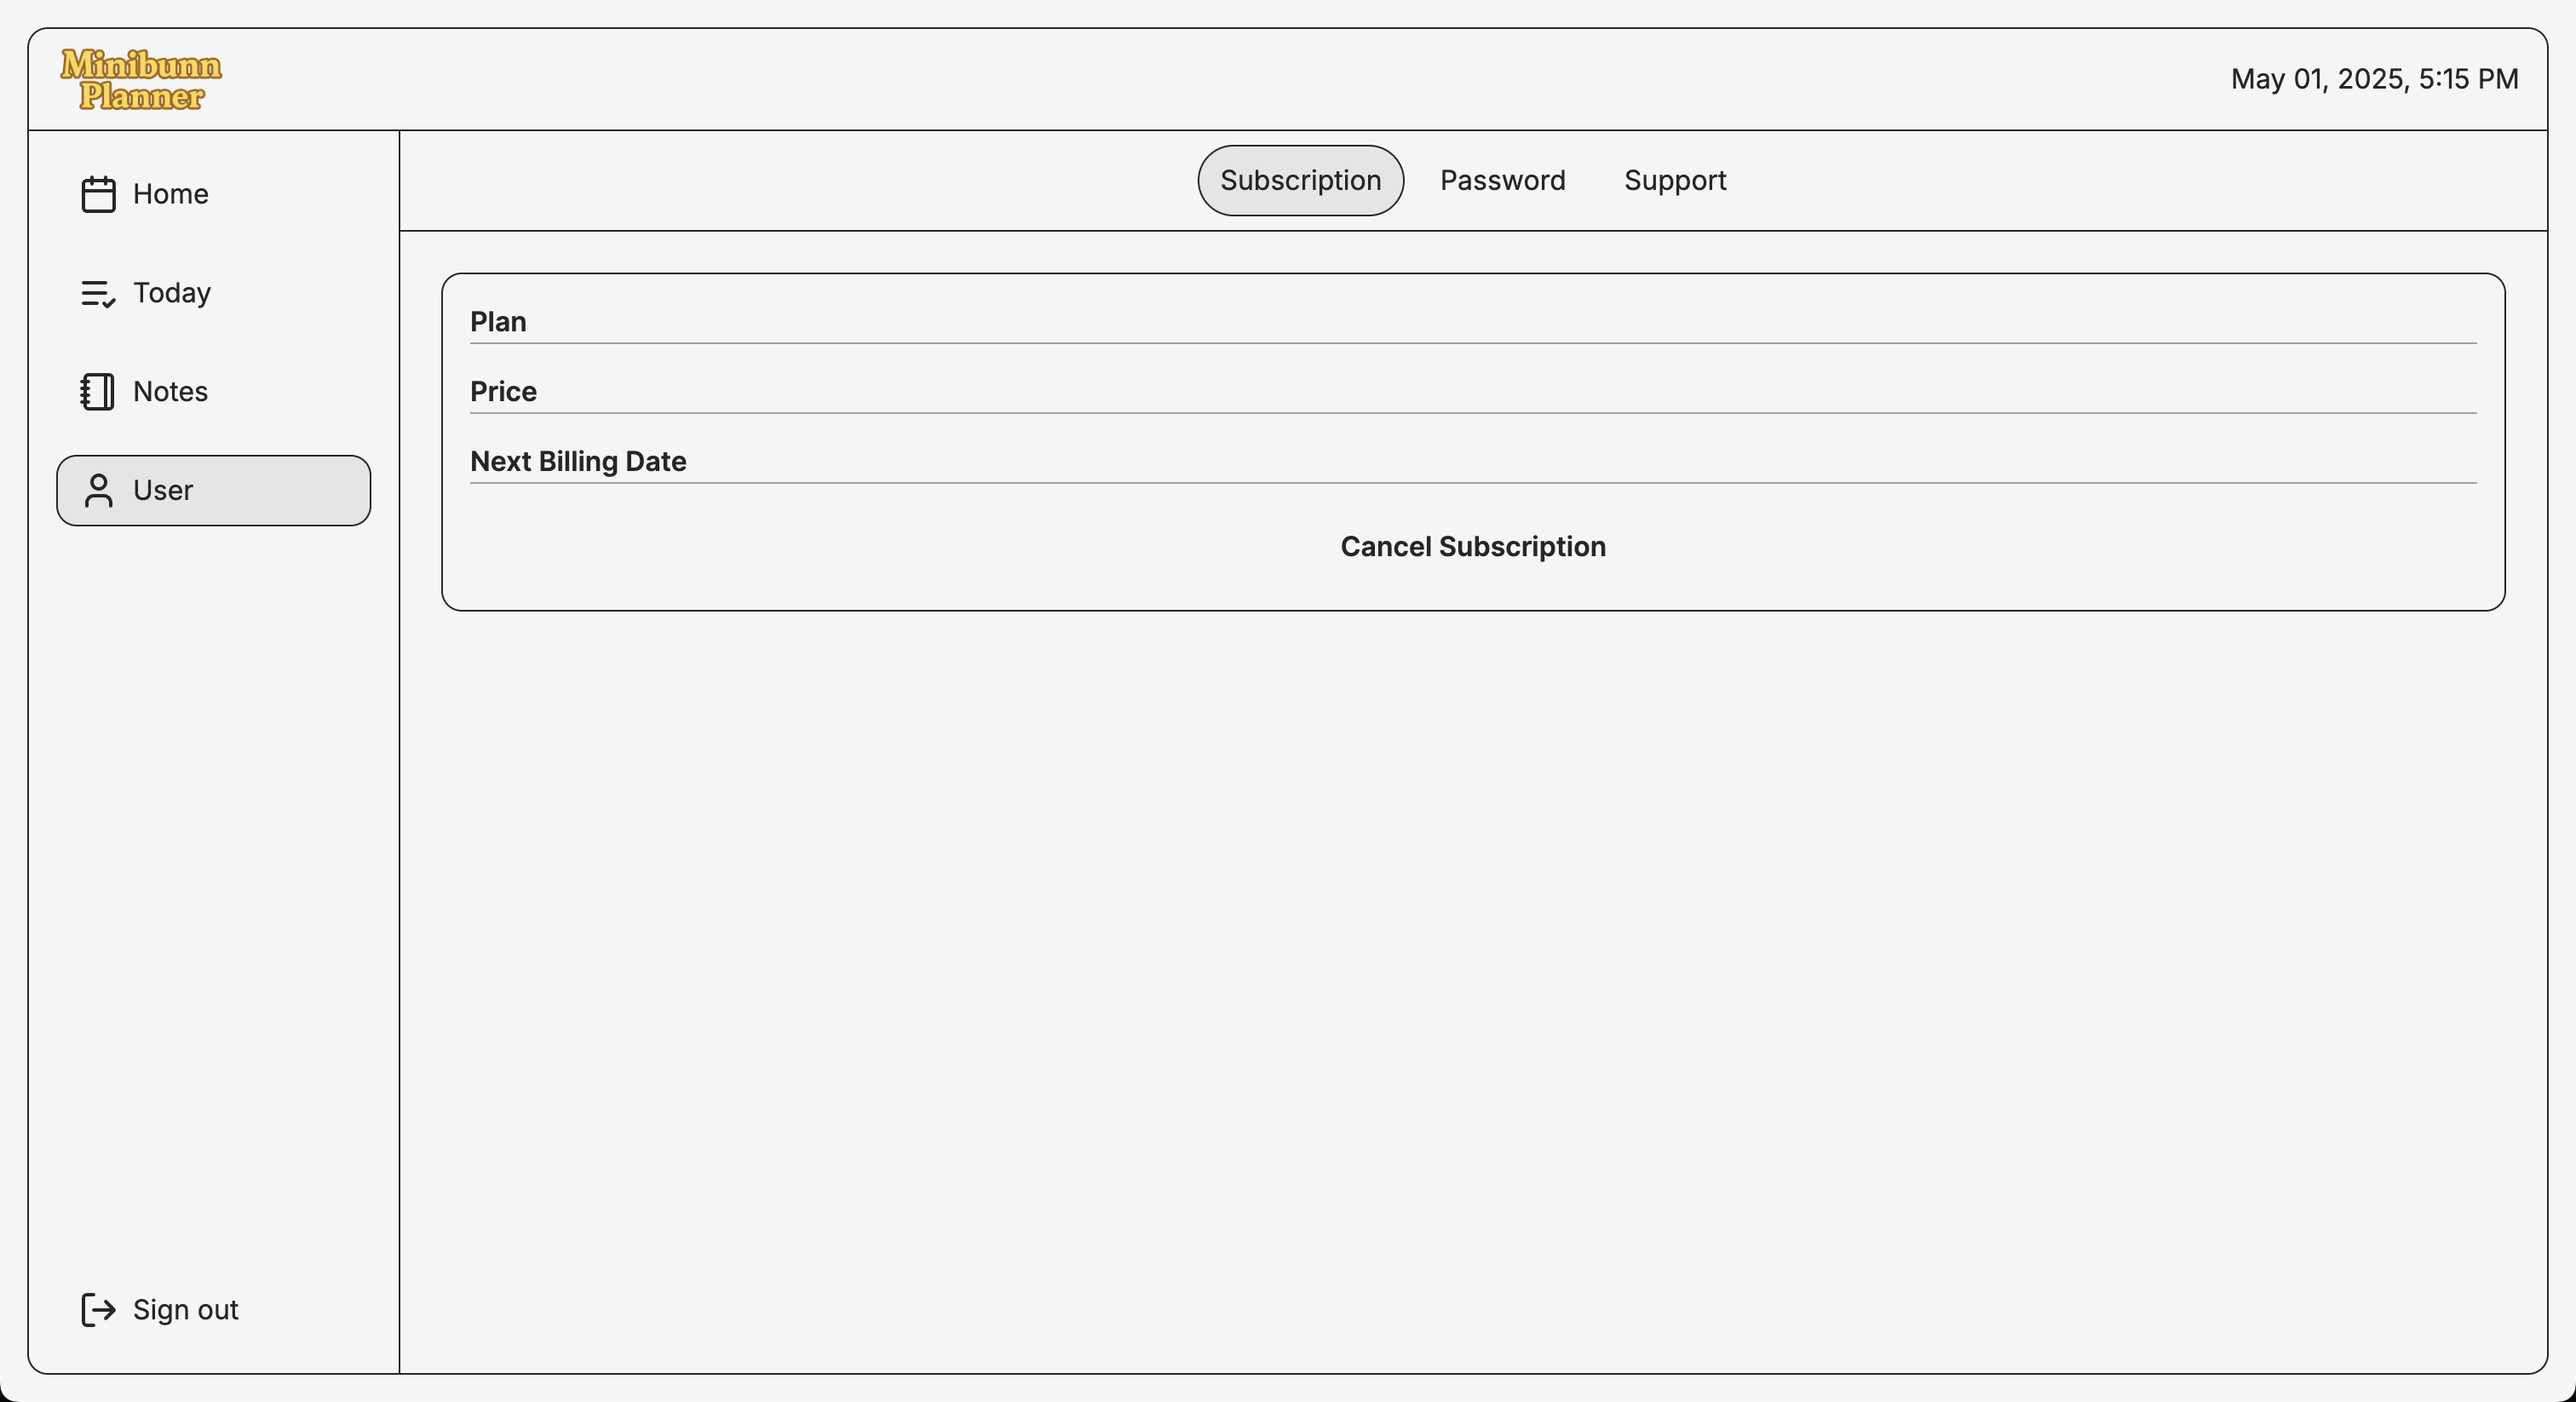 Minibunn
Planner
May 01, 2025, 5:15 PM
Home
Today
Notes
User
Sign out
Subscription
Password
Support
Plan
Price
Next Billing Date
Cancel Subscription